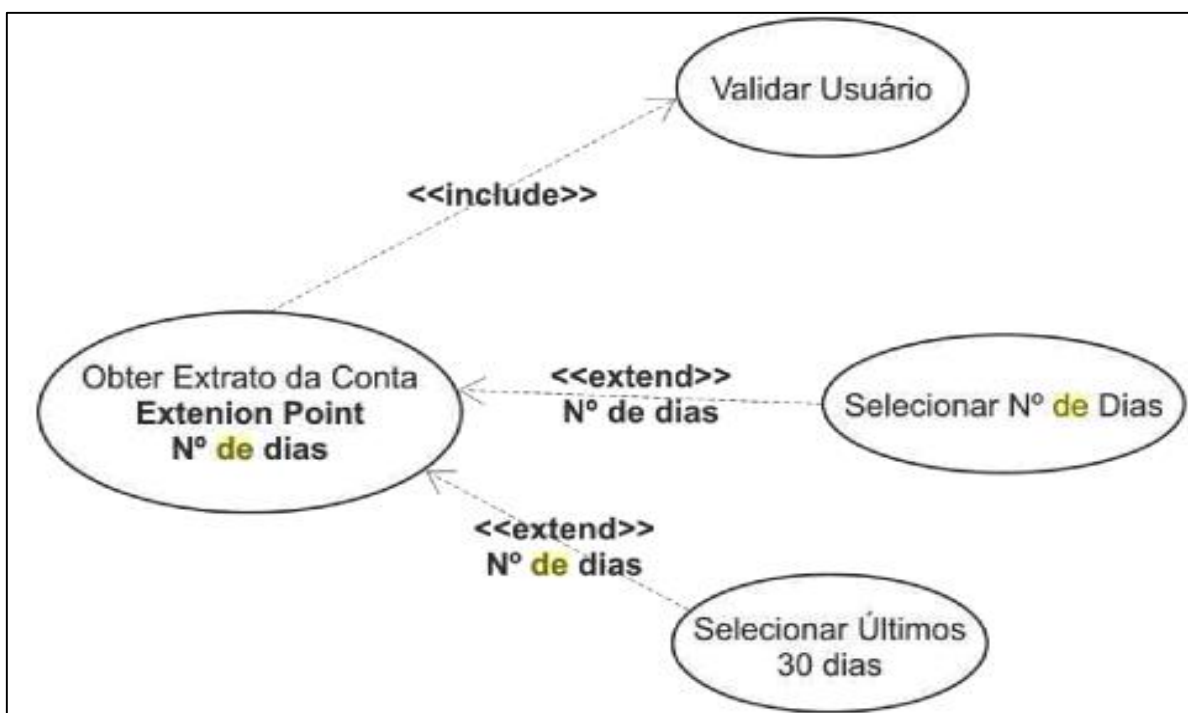 Validar Usuário
<<include>>
Obter Extrato da Conta
Extenion Point
Nº de dias
<<extend>>
Nº de dias
Selecionar Nº de Dias
<<extend>>
Nº de dias
Selecionar Últimos
30 dias